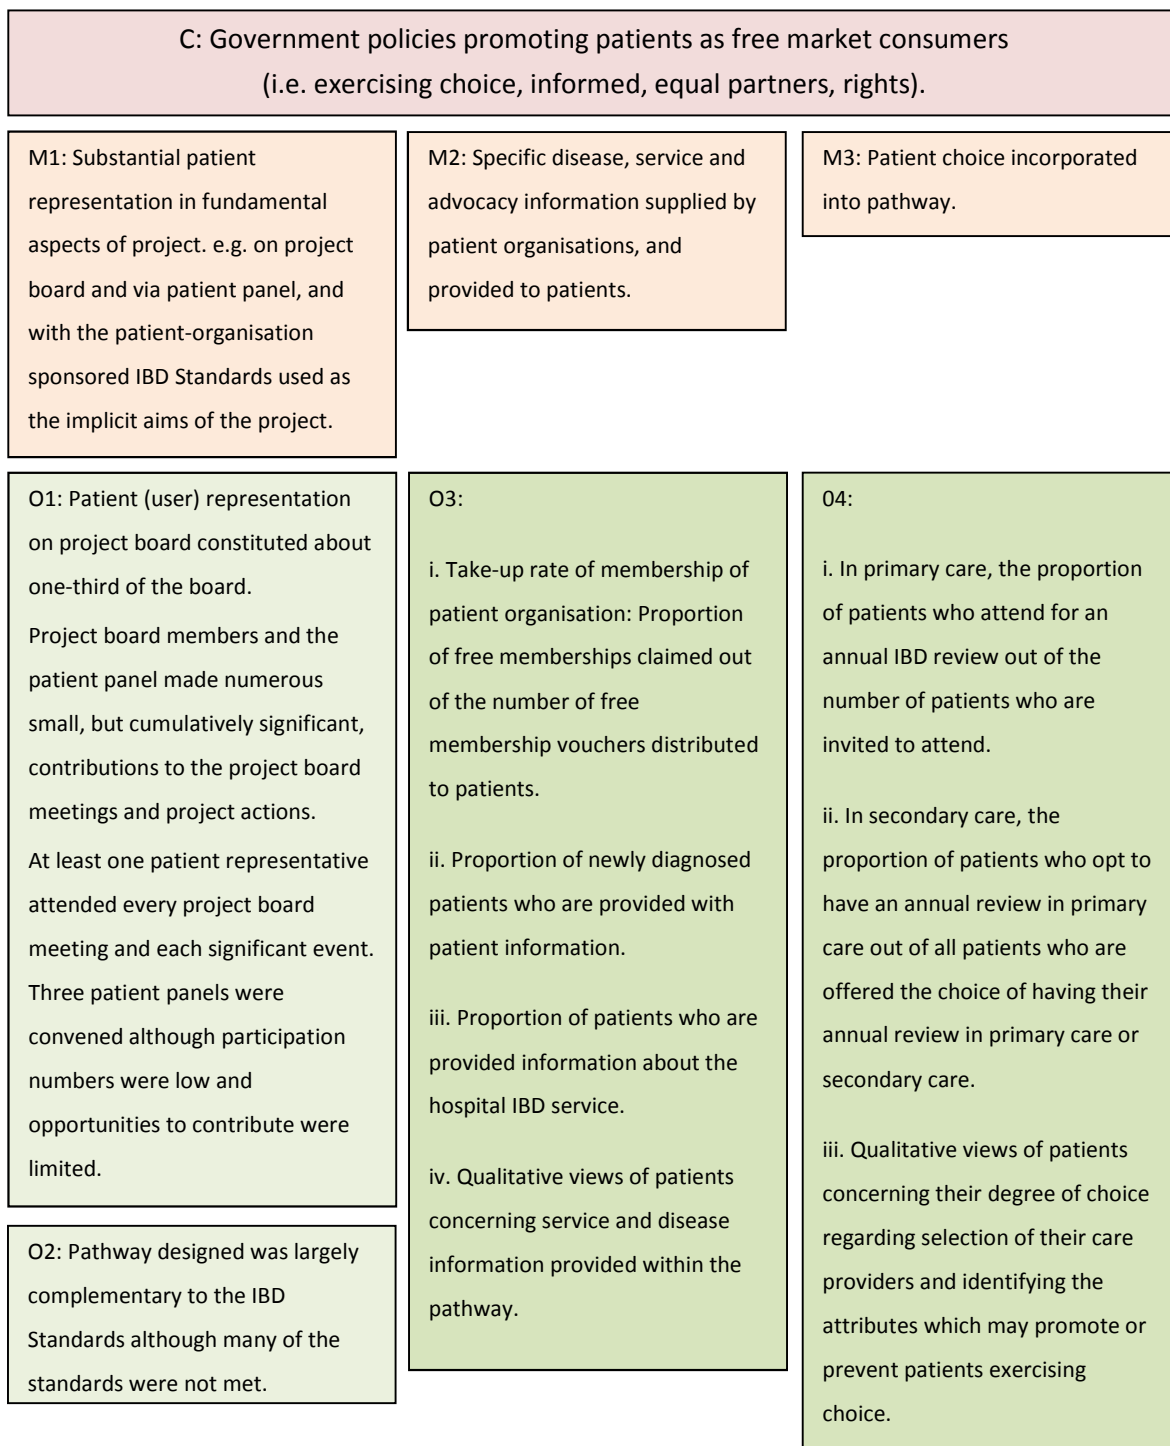 C: Government policies promoting patients as free market consumers
(i.e. exercising choice, informed, equal partners, rights).
M1: Substantial patient
representation in fundamental
aspects of project. e.g. on project
board and via patient panel, and
with the patient-organisation
sponsored IBD Standards used as
the implicit aims of the project.
M2: Specific disease, service and
advocacy information supplied by
patient organisations, and
provided to patients.
M3: Patient choice incorporated
into pathway.
O1: Patient (user) representation
on project board constituted about
one-third of the board.
Project board members and the
patient panel made numerous
small, but cumulatively significant,
contributions to the project board
meetings and project actions.
At least one patient representative
attended every project board
meeting and each significant event.
Three patient panels were
convened although participation
numbers were low and
opportunities to contribute were
limited.
O2: Pathway designed was largely
complementary to the IBD
Standards although many of the
standards were not met.
O3:
i. Take-up rate of membership of
patient organisation: Proportion
of free memberships claimed out
of the number of free
membership vouchers distributed
to patients.
ii. Proportion of newly diagnosed
patients who are provided with
patient information.
iii. Proportion of patients who are
provided information about the
hospital IBD service.
iv. Qualitative views of patients
concerning service and disease
information provided within the
pathway.
04:
i. In primary care, the proportion
of patients who attend for an
annual IBD review out of the
number of patients who are
invited to attend.
ii. In secondary care, the
proportion of patients who opt to
have an annual review in primary
care out of all patients who are
offered the choice of having their
annual review in primary care or
secondary care.
iii. Qualitative views of patients
concerning their degree of choice
regarding selection of their care
providers and identifying the
attributes which may promote or
prevent patients exercising
choice.